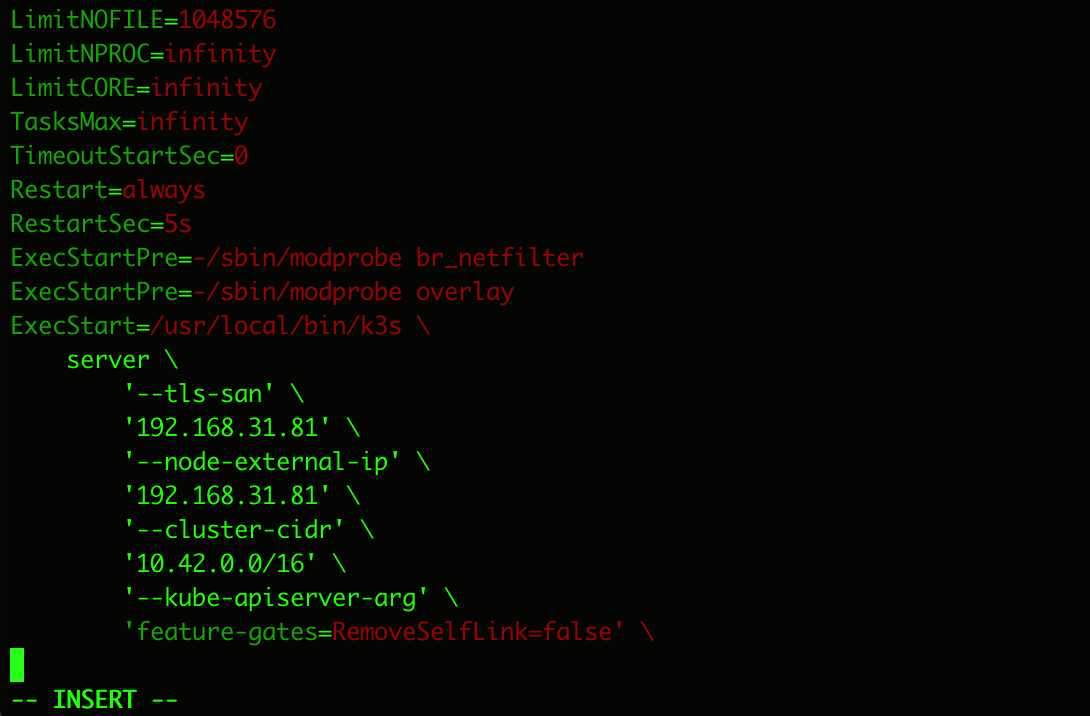 LimitNOFILE=1048576
LimitNPROC=infinity
LimitCORE=infinity
TasksMax=infinity
TimeoutStartSec=0
Restart=always
RestartSec=5s
ExecStartPre=-/sbin/modprobe br_netfilter
ExecStartPre=-/sbin/modprobe overlay
ExecStart=/usr/local/bin/k3s \
    server \
        '--tls-san' \
        '192.168.31.81' \
        '--node-external-ip' \
        '192.168.31.81' \
        '--cluster-cidr' \
        '10.42.0.0/16' \
        '--kube-apiserver-arg' \
        'feature-gates=RemoveSelfLink=false' \
-- INSERT --